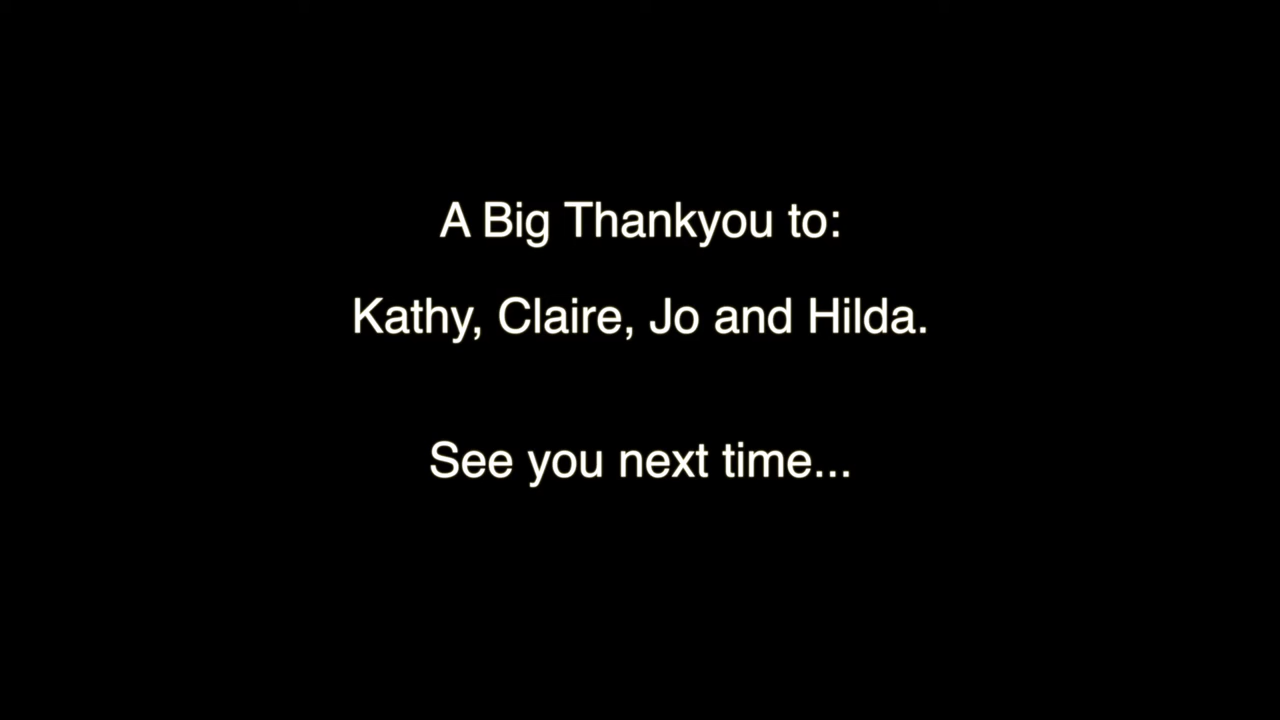 A Big Thankyou to:
Kathy, Claire, Jo and Hilda.
See you next time...